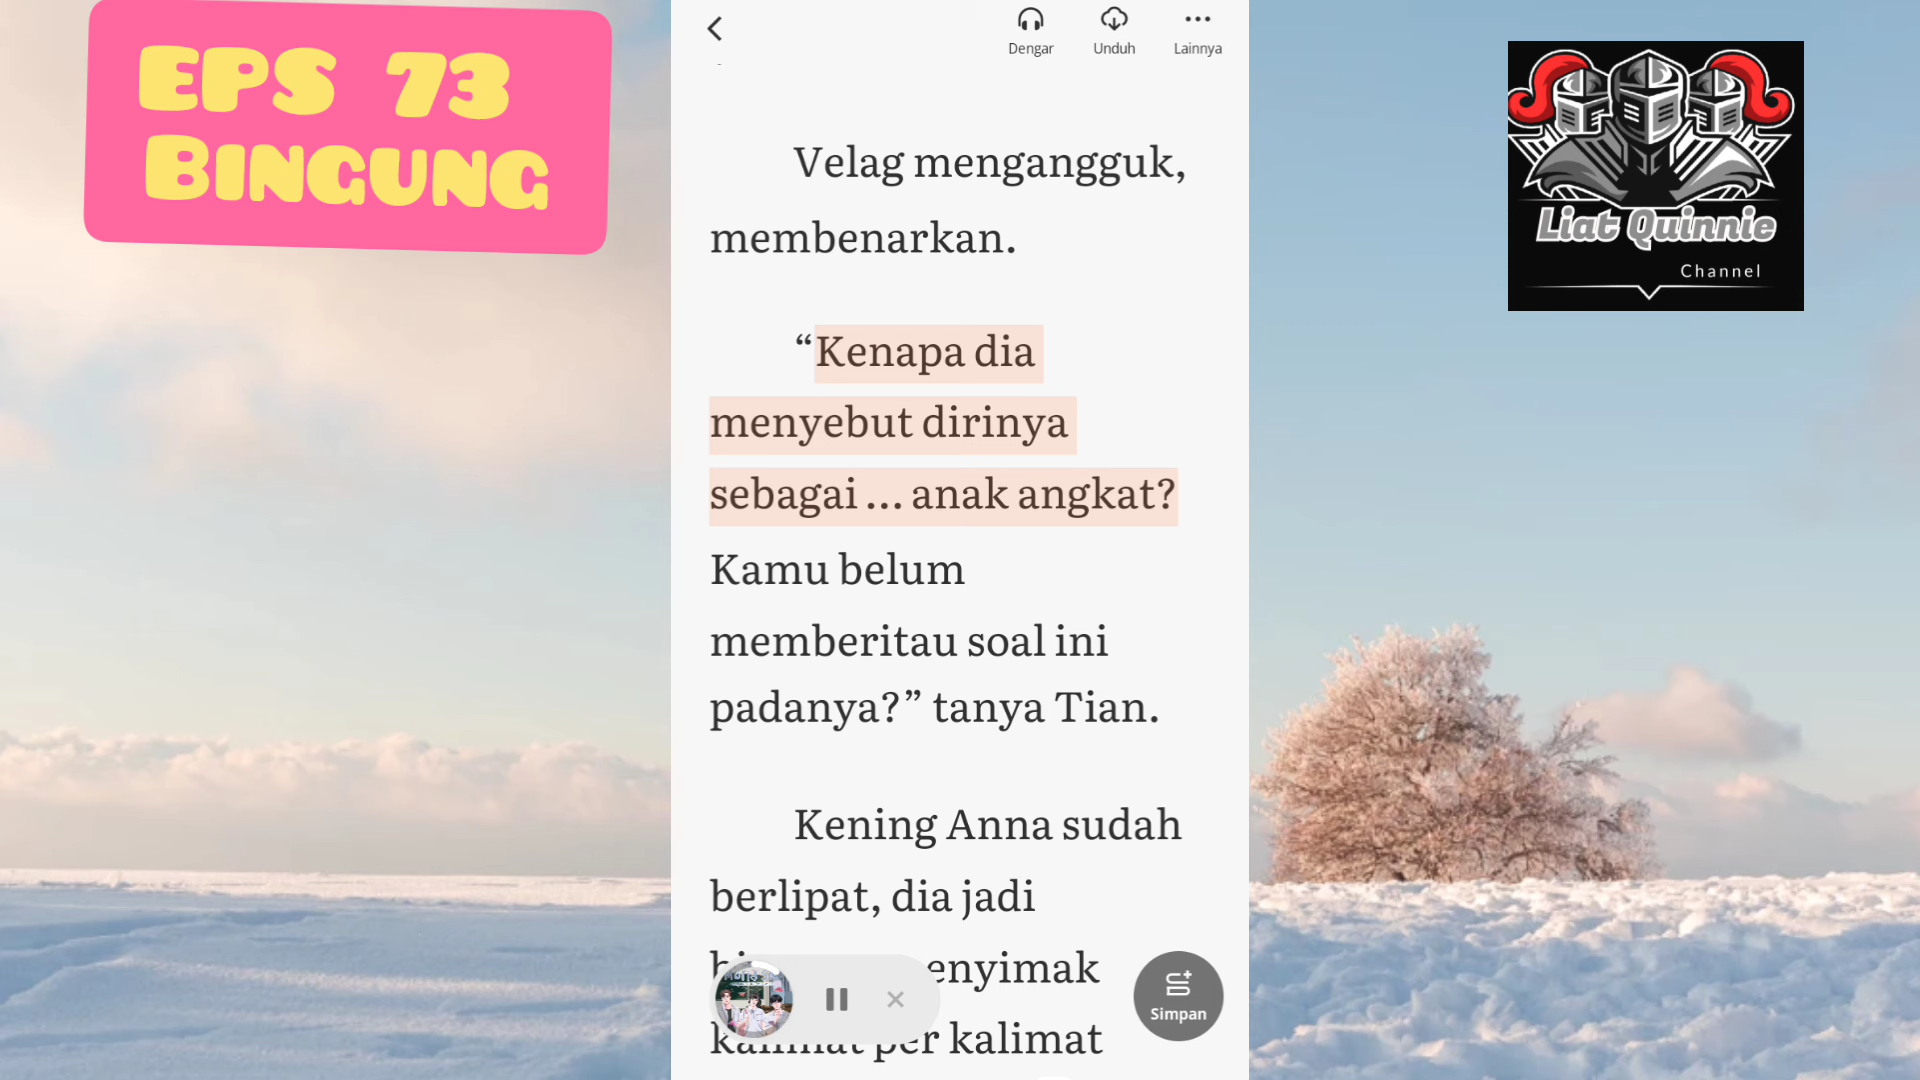 EPS 73
BINGUNG
Dengar
Unduh
Lainnya
Velag mengangguk,
membenarkan.
“Kenapa dia
menyebut dirinya
sebagai ... anak angkat?
Kamu belum
memberitau soal ini
padanya?” tanya Tian.
Kening Anna sudah
berlipat, dia jadi
enyimak
kalimat per kalimat
Simpan
Liat Quinnie
Channel